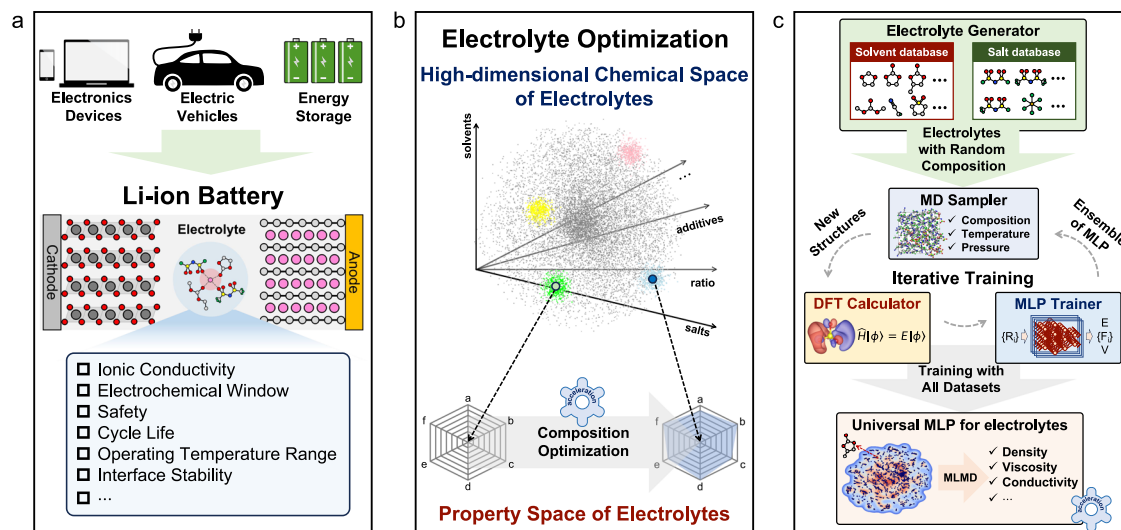 a
Electronics
Devices
Electric
Vehicles
Energy
Storage
Li-ion Battery
Cathode
Electrolyte
Anode
Ionic Conductivity
Electrochemical Window
Safety
Cycle Life
Operating Temperature Range
Interface Stability
...
b
Electrolyte Optimization
High-dimensional Chemical Space
of Electrolytes
solvents
...
additives
ratio
salts
acceleration
a
b
c
d
e
f
Composition
Optimization
a
b
c
d
e
f
Property Space of Electrolytes
c
Electrolyte Generator
Solvent database
Salt database
...
...
...
...
Electrolytes
with Random
Composition
MD Sampler
✓ Composition
✓ Temperature
✓ Pressure
New
Structures
Ensemble
of MLP
Iterative Training
DFT Calculator
Ĥ|ϕ⟩ = E|ϕ⟩
MLP Trainer
{Rᵢ}
E
{Fᵢ}
V
Training with
All Datasets
Universal MLP for electrolytes
MLMD
✓ Density
✓ Viscosity
✓ Conductivity
✓ ...
acceleration